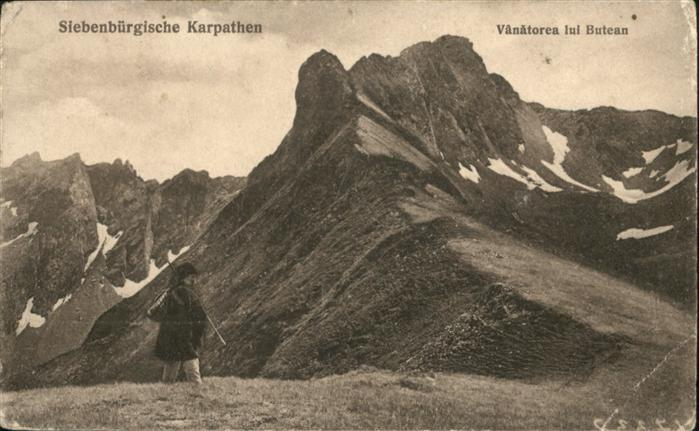 Siebenbürgische Karpathen
Vânătorea lui Butean